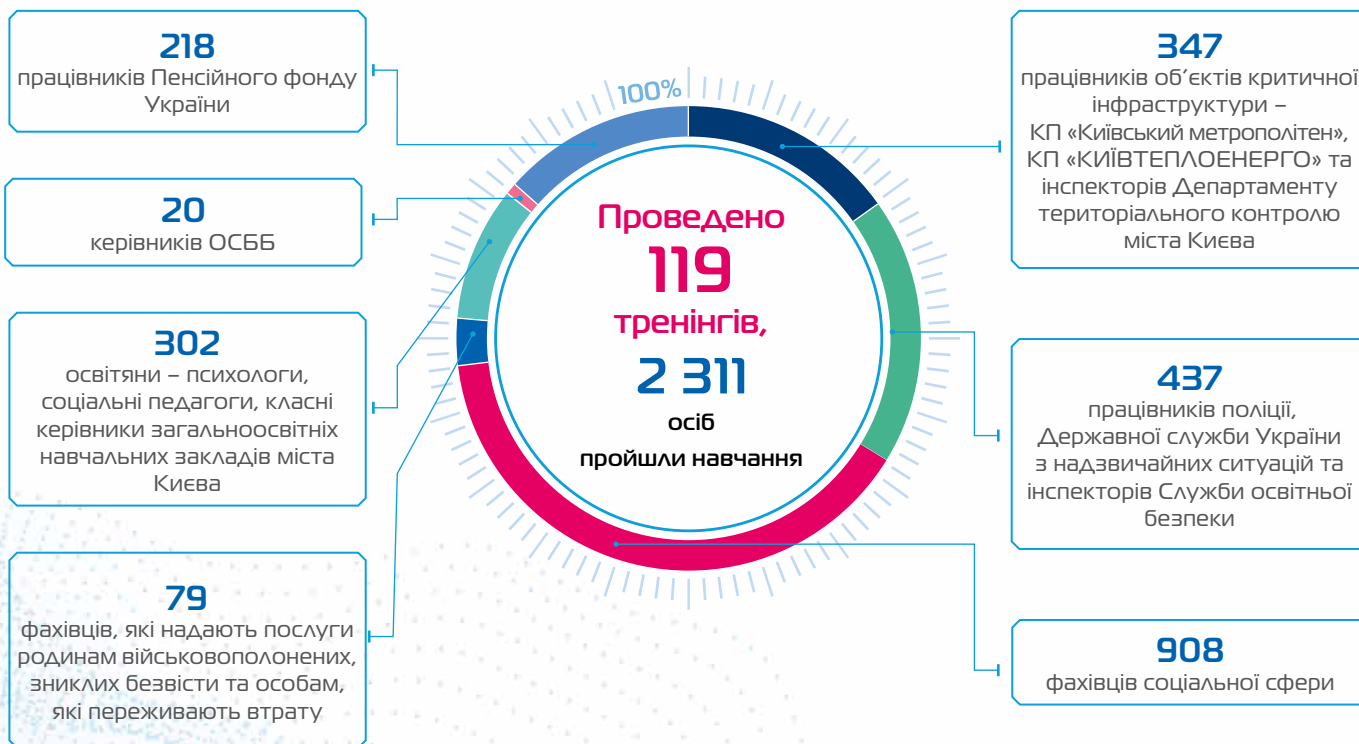 218
працівників Пенсійного фонду
України
20
керівників ОСББ
302
освітяни – психологи,
соціальні педагоги, класні
керівники загальноосвітніх
навчальних закладів міста
Києва
79
фахівців, які надають послуги
родинам військовополонених,
зниклих безвісти та особам,
які переживають втрату
100%
Проведено
119
тренінгів,
2 311
осіб
пройшли навчання
347
працівників об’єктів критичної
інфраструктури –
КП «Київський метрополітен»,
КП «КИЇВТЕПЛОЕНЕРГО» та
інспекторів Департаменту
територіального контролю
міста Києва
437
працівників поліції,
Державної служби України
з надзвичайних ситуацій та
інспекторів Служби освітньої
безпеки
908
фахівців соціальної сфери